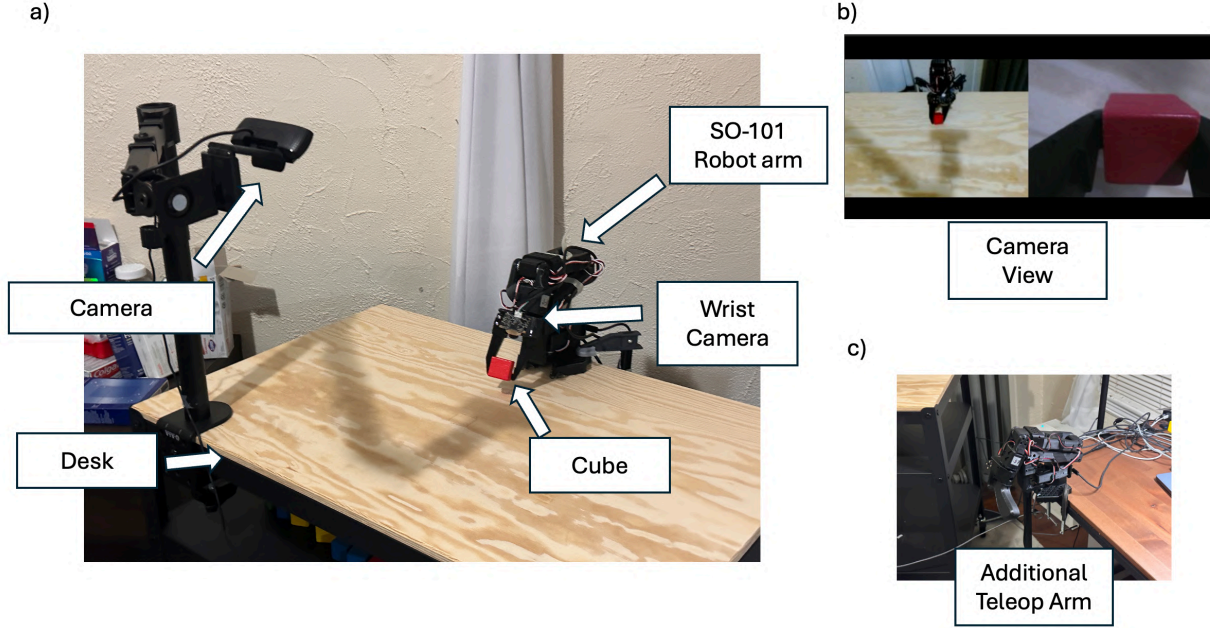 a)
SO-101
Robot arm
Camera
Wrist
Camera
Desk
Cube
b)
Camera
View
c)
Additional
Teleop Arm